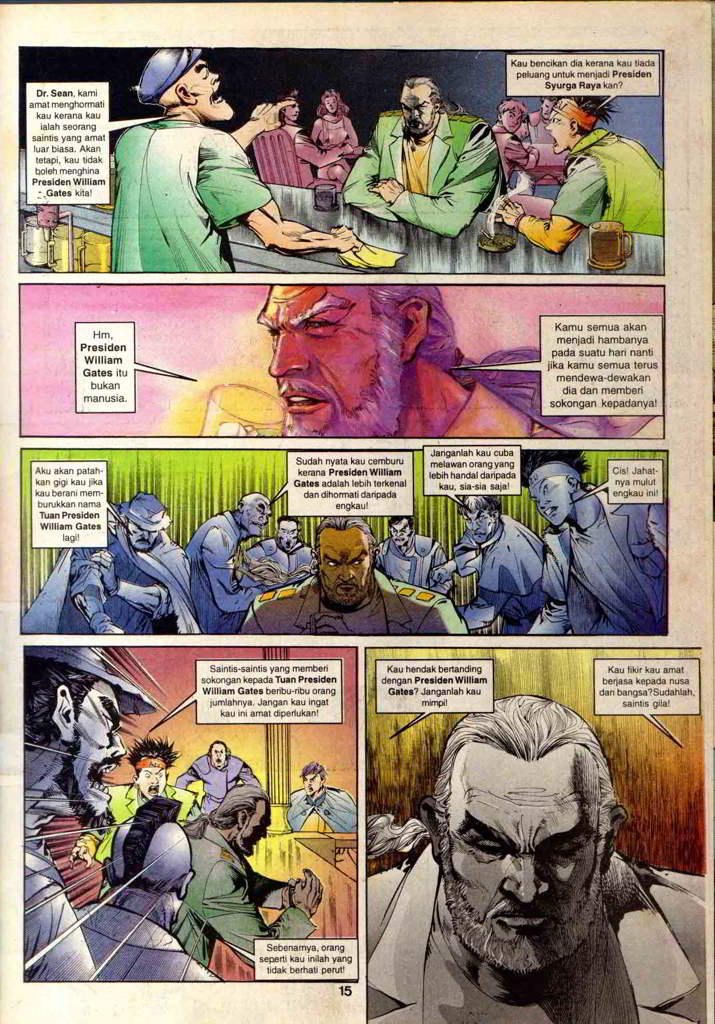 Dr. Sean, kami
amat menghormati
kau kerana kau
ialah seorang
saintis yang amat
luar biasa. Akan
tetapi, kau tidak
boleh menghina
Presiden William
Gates kita!
Kau bencikan dia kerana kau tiada
peluang untuk menjadi Presiden
Syurga Raya kan?
Hm,
Presiden
William
Gates itu
bukan
manusia.
Kamu semua akan
menjadi hambanya
pada suatu hari nanti
jika kamu semua terus
mendewa-dewakan
dia dan memberi
sokongan kepadanya!
Aku akan patah-
kan gigi kau jika
kau berani mem-
burukkan nama
Tuan Presiden
William Gates
lagi!
Sudah nyata kau cemburu
kerana Presiden William
Gates adalah lebih terkenal
dan dihormati daripada
engkau!
Janganlah kau cuba
melawan orang yang
lebih handal daripada
kau, sia-sia saja!
Cis! Jahat-
nya mulut
engkau ini!
Saintis-saintis yang memberi
sokongan kepada Tuan Presiden
William Gates beribu-ribu orang
jumlahnya. Jangan kau ingat
kau ini amat diperlukan!
Sebenarnya, orang
seperti kau inilah yang
tidak berhati perut!
Kau hendak bertanding
dengan Presiden William
Gates? Janganlah kau
mimpi!
Kau fikir kau amat
berjasa kepada nusa
dan bangsa?Sudahlah,
saintis gila!
15